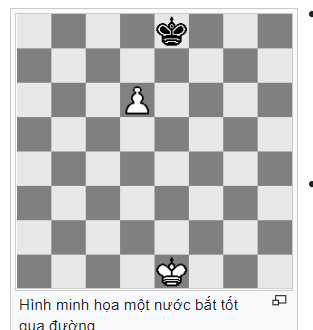 Hình minh họa một nước bắt tốt
qua đường